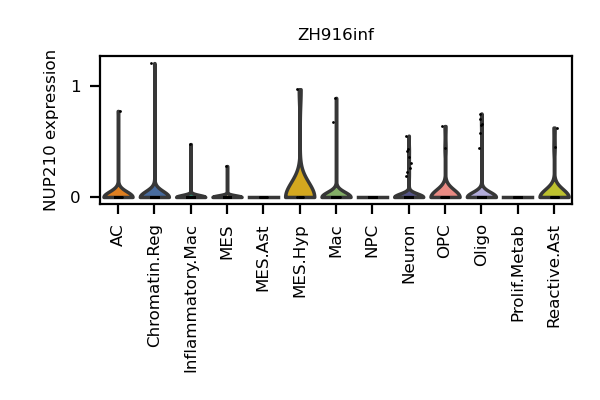 ZH916inf
NUP210 expression
1
0
AC
Chromatin.Reg
Inflammatory.Mac
MES
MES.Ast
MES.Hyp
Mac
NPC
Neuron
OPC
Oligo
Prolif.Metab
Reactive.Ast